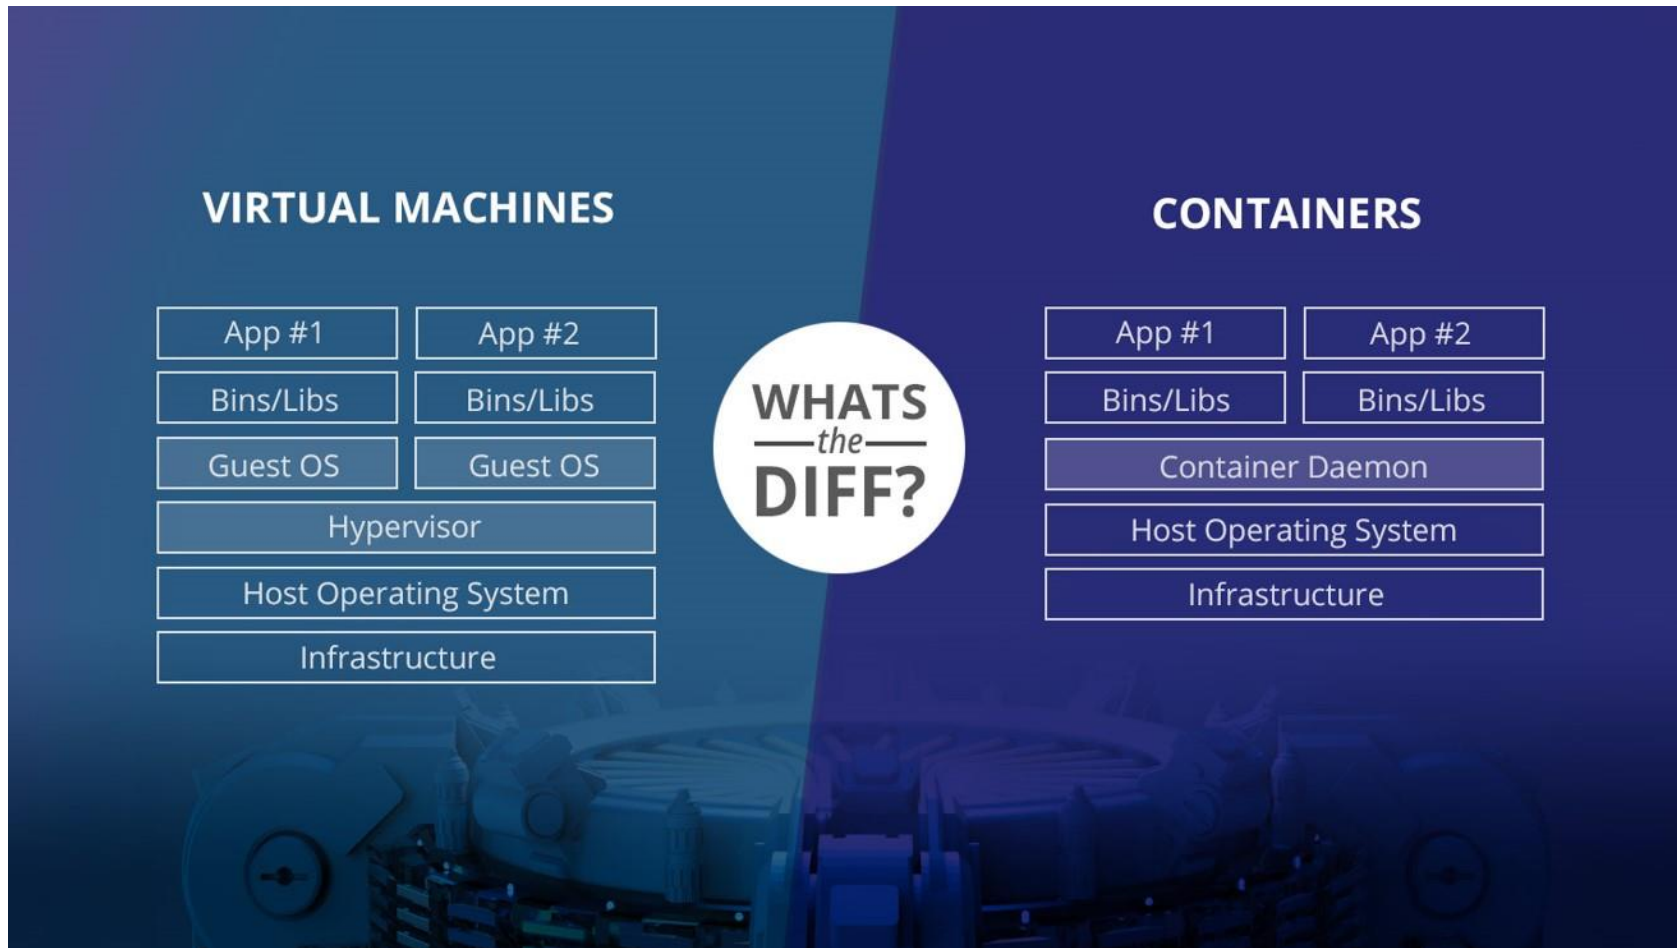 VIRTUAL MACHINES
App #1 App #2
Bins/Libs Bins/Libs
Guest OS Guest OS
Hypervisor
Host Operating System
Infrastructure
WHATS
the
DIFF?
CONTAINERS
App #1 App #2
Bins/Libs Bins/Libs
Container Daemon
Host Operating System
Infrastructure